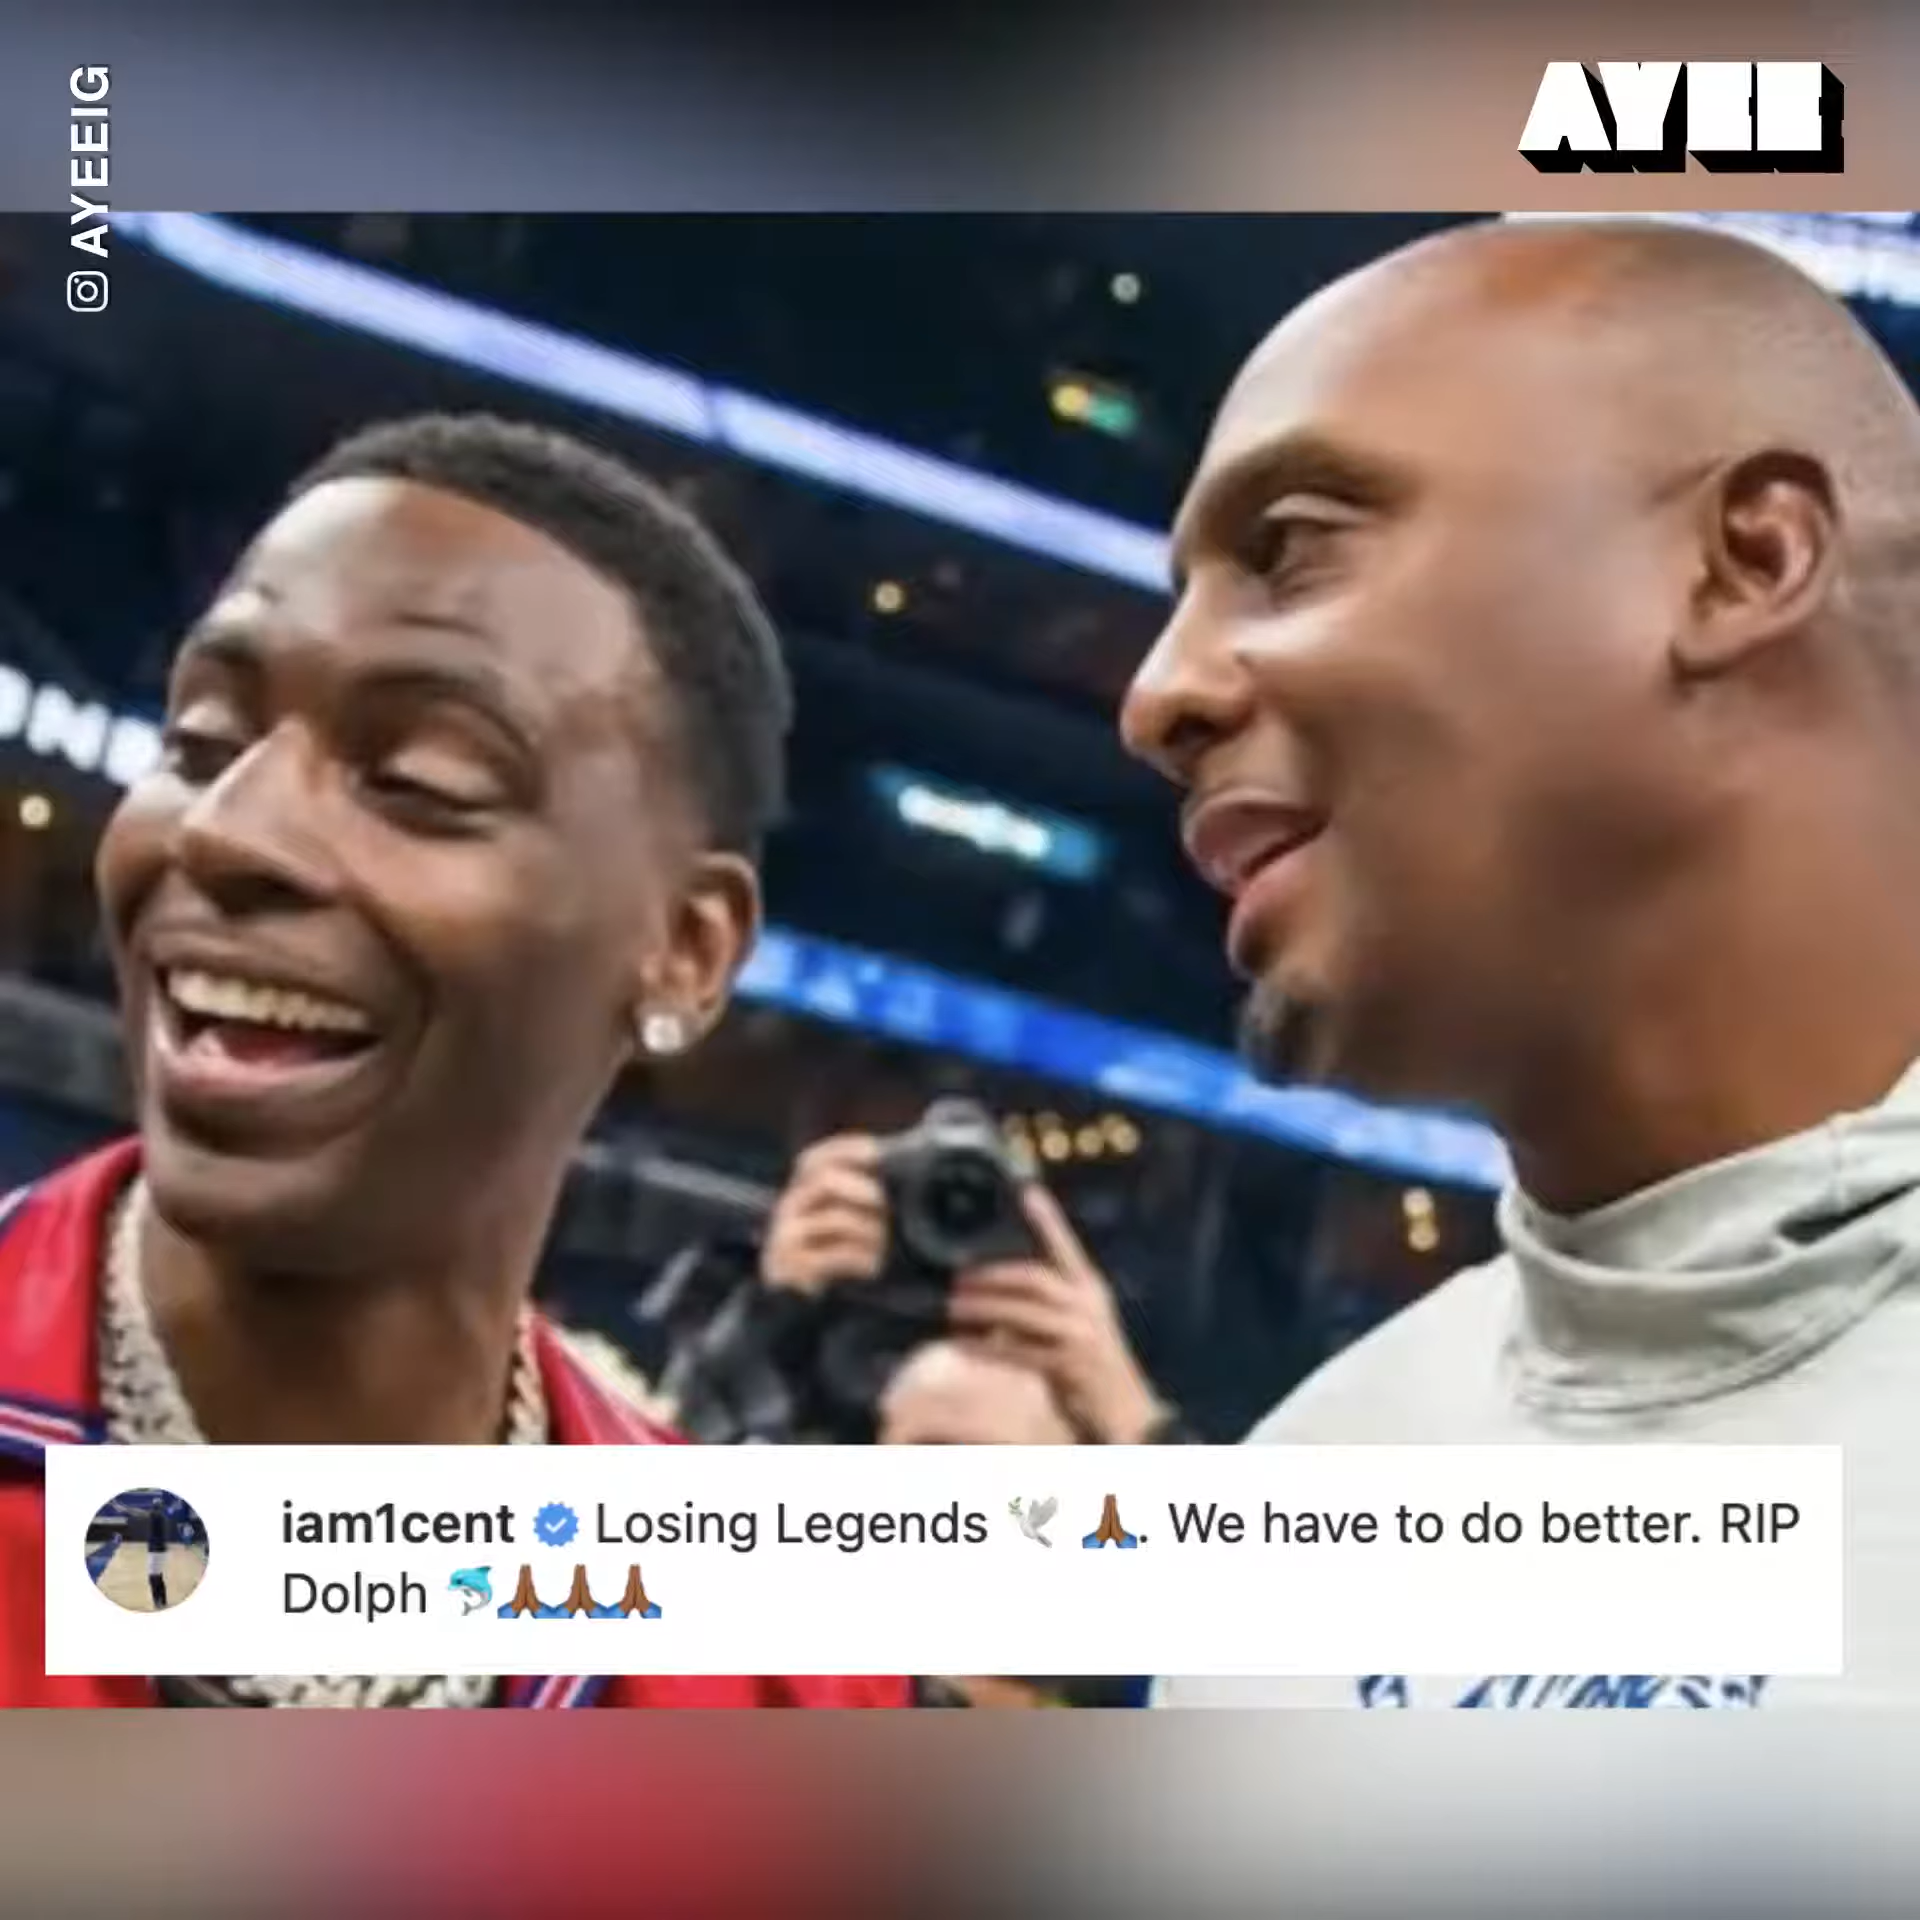 AYEEIG
AYEE
iam1cent Losing Legends 🕊️ 🙏🏾. We have to do better. RIP
Dolph 🐬🙏🏾🙏🏾🙏🏾